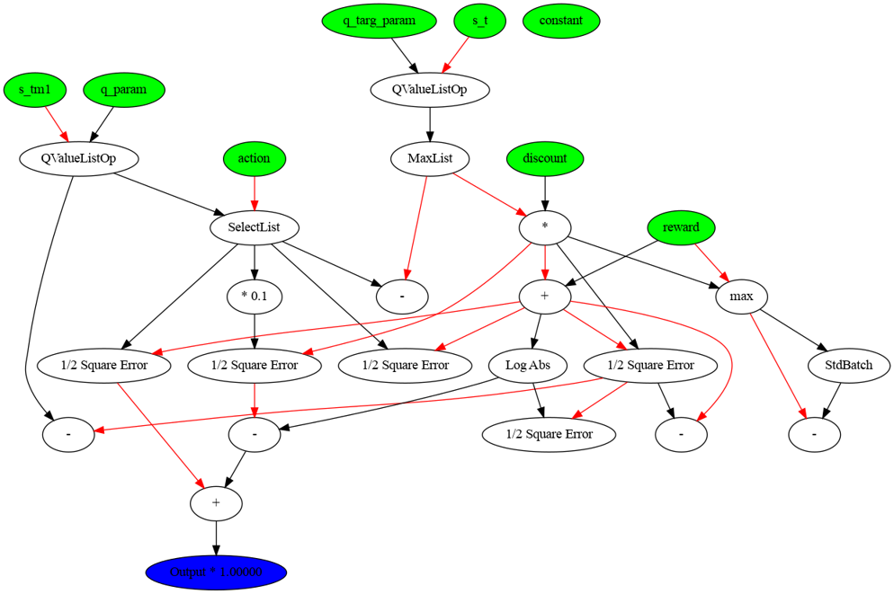 q_targ_param
s_t
constant
s_tm1
q_param
QValueListOp
QValueListOp
action
MaxList
discount
SelectList
*
reward
* 0.1
-
+
max
1/2 Square Error
1/2 Square Error
1/2 Square Error
Log Abs
1/2 Square Error
StdBatch
-
-
1/2 Square Error
-
-
+
Output * 1.00000